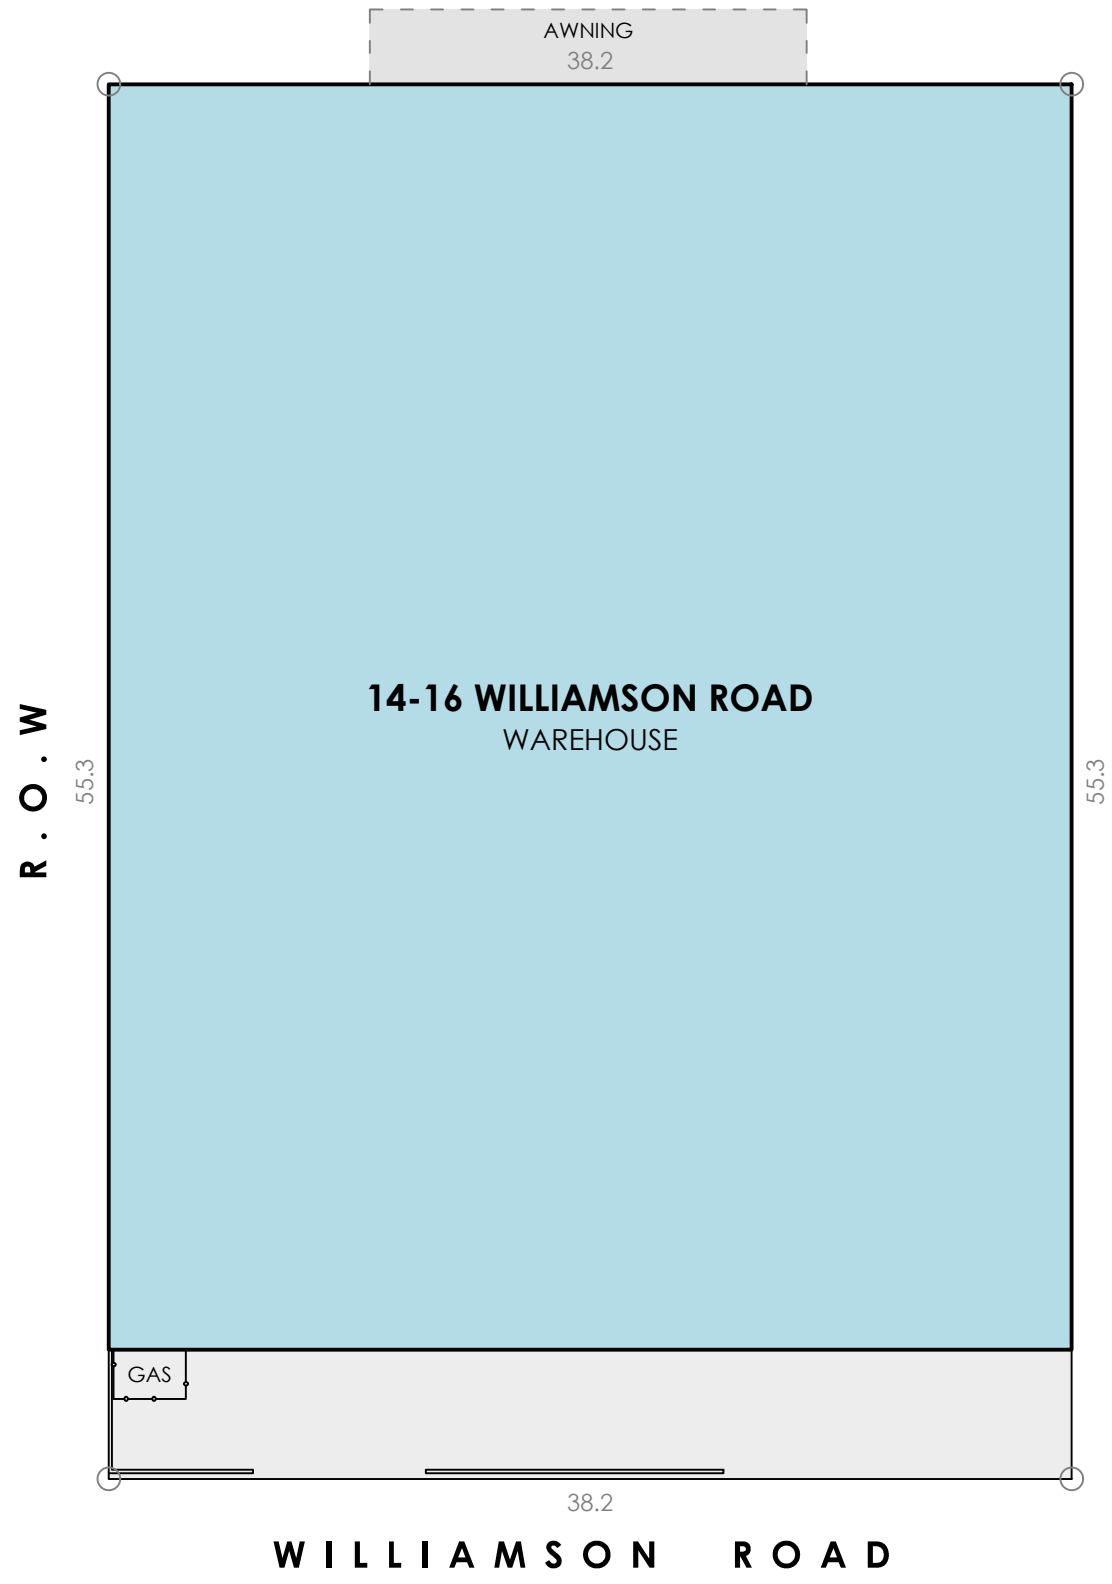 AWNING
38.2
14-16 WILLIAMSON ROAD
WAREHOUSE
R.O.W
55.3
55.3
GAS
38.2
WILLIAMSON ROAD